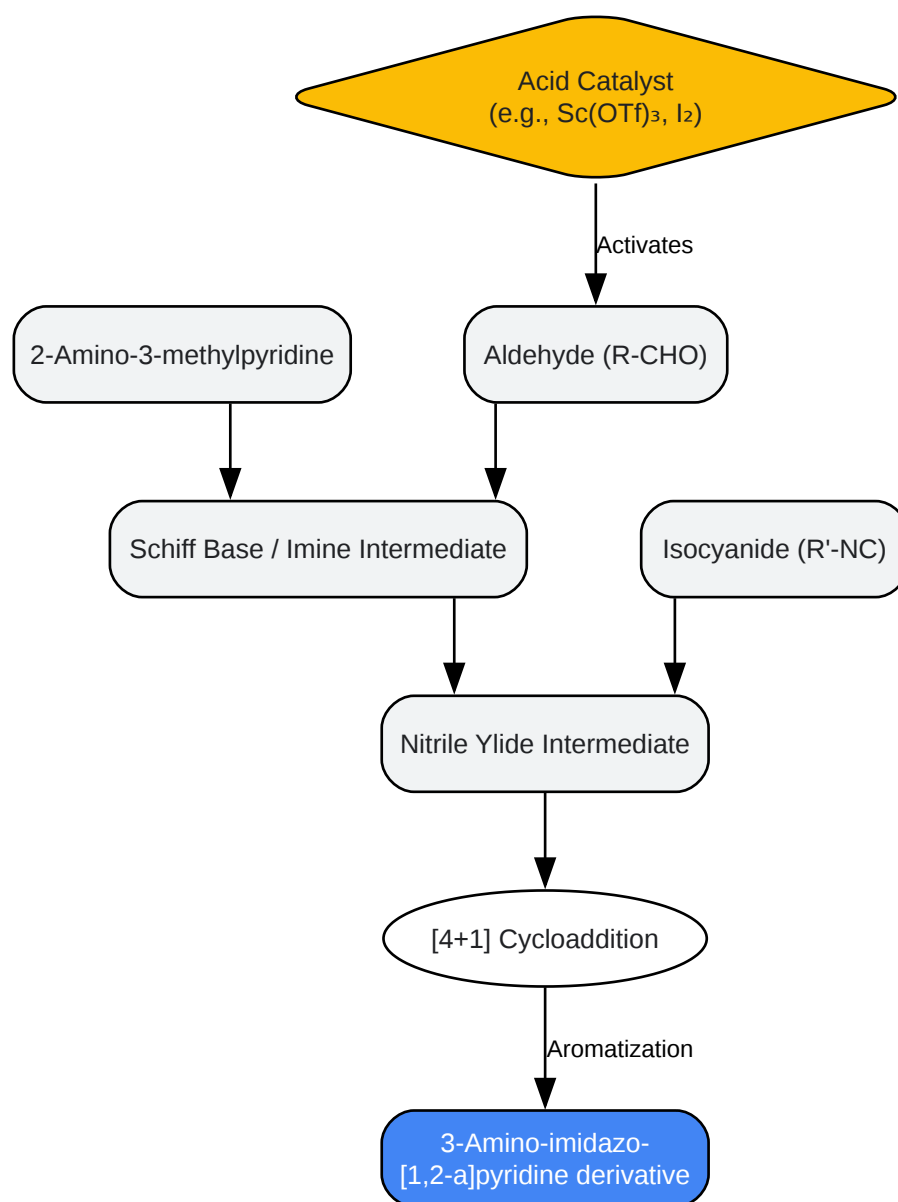 Acid Catalyst
(e.g., Sc(OTf)₃, I₂)
Activates
2-Amino-3-methylpyridine
Aldehyde (R-CHO)
Schiff Base / Imine Intermediate
Isocyanide (R'-NC)
Nitrile Ylide Intermediate
[4+1] Cycloaddition
Aromatization
3-Amino-imidazo-
[1,2-a]pyridine derivative